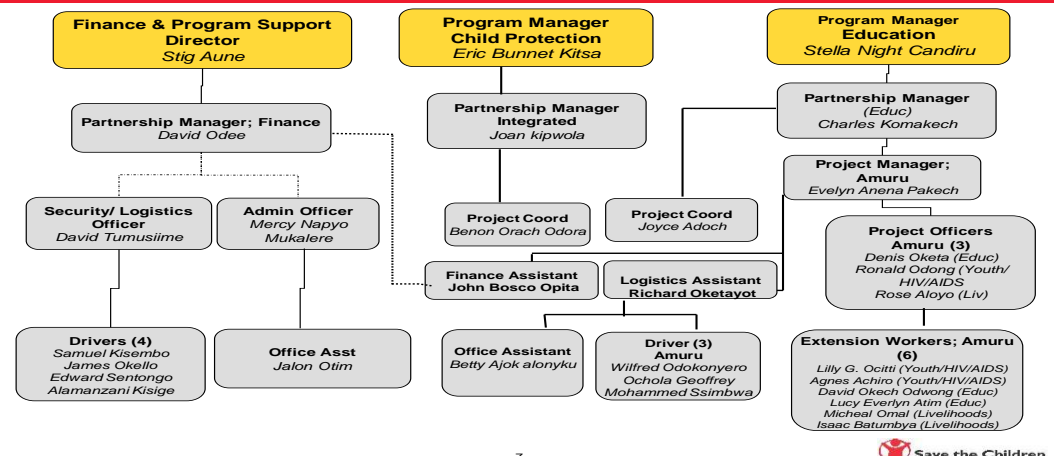 Finance & Program Support
Director
Stig Aune
Program Manager
Child Protection
Eric Bunnet Kitsa
Program Manager
Education
Stella Night Candiru
Partnership Manager; Finance
David Odee
Partnership Manager
Integrated
Joan kipwola
Partnership Manager
(Educ)
Charles Komakech
Project Manager;
Amuru
Evelyn Anena Pakech
Security/ Logistics
Officer
David Tumusiime
Admin Officer
Mercy Napyo
Mukalere
Project Coord
Benon Orach Odora
Project Coord
Joyce Adoch
Project Officers
Amuru (3)
Denis Oketa (Educ)
Ronald Odong (Youth/
HIV/AIDS
Rose Aloyo (Liv)
Finance Assistant
John Bosco Opita
Logistics Assistant
Richard Oketayot
Drivers (4)
Samuel Kisembo
James Okello
Edward Sentongo
Alamanzani Kisige
Office Asst
Jalon Otim
Office Assistant
Betty Ajok alonyku
Driver (3)
Amuru
Wilfred Odokonyero
Ochola Geoffrey
Mohammed Ssimbwa
Extension Workers; Amuru
(6)
Lilly G. Ocitti (Youth/HIV/AIDS)
Agnes Achiro (Youth/HIV/AIDS)
David Okech Odwong (Educ)
Lucy Everlyn Atim (Educ)
Micheal Omal (Livelihoods)
Isaac Batumbya (Livelihoods)
Save the Children